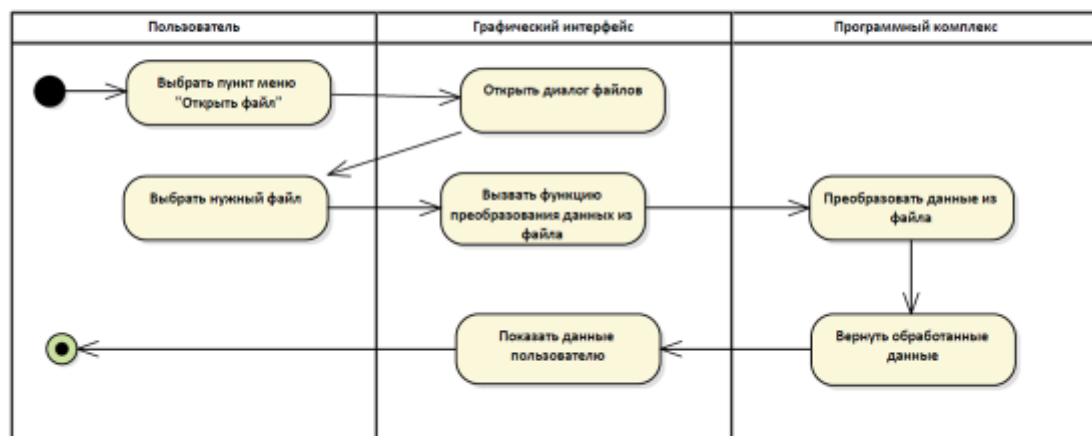 Пользователь
Графический интерфейс
Программный комплекс
Выбрать пункт меню
"Открыть файл"
Открыть диалог файлов
Выбрать нужный файл
Вызвать функцию
преобразования данных из
файла
Преобразовать данные из
файла
Показать данные
пользователю
Вернуть обработанные
данные